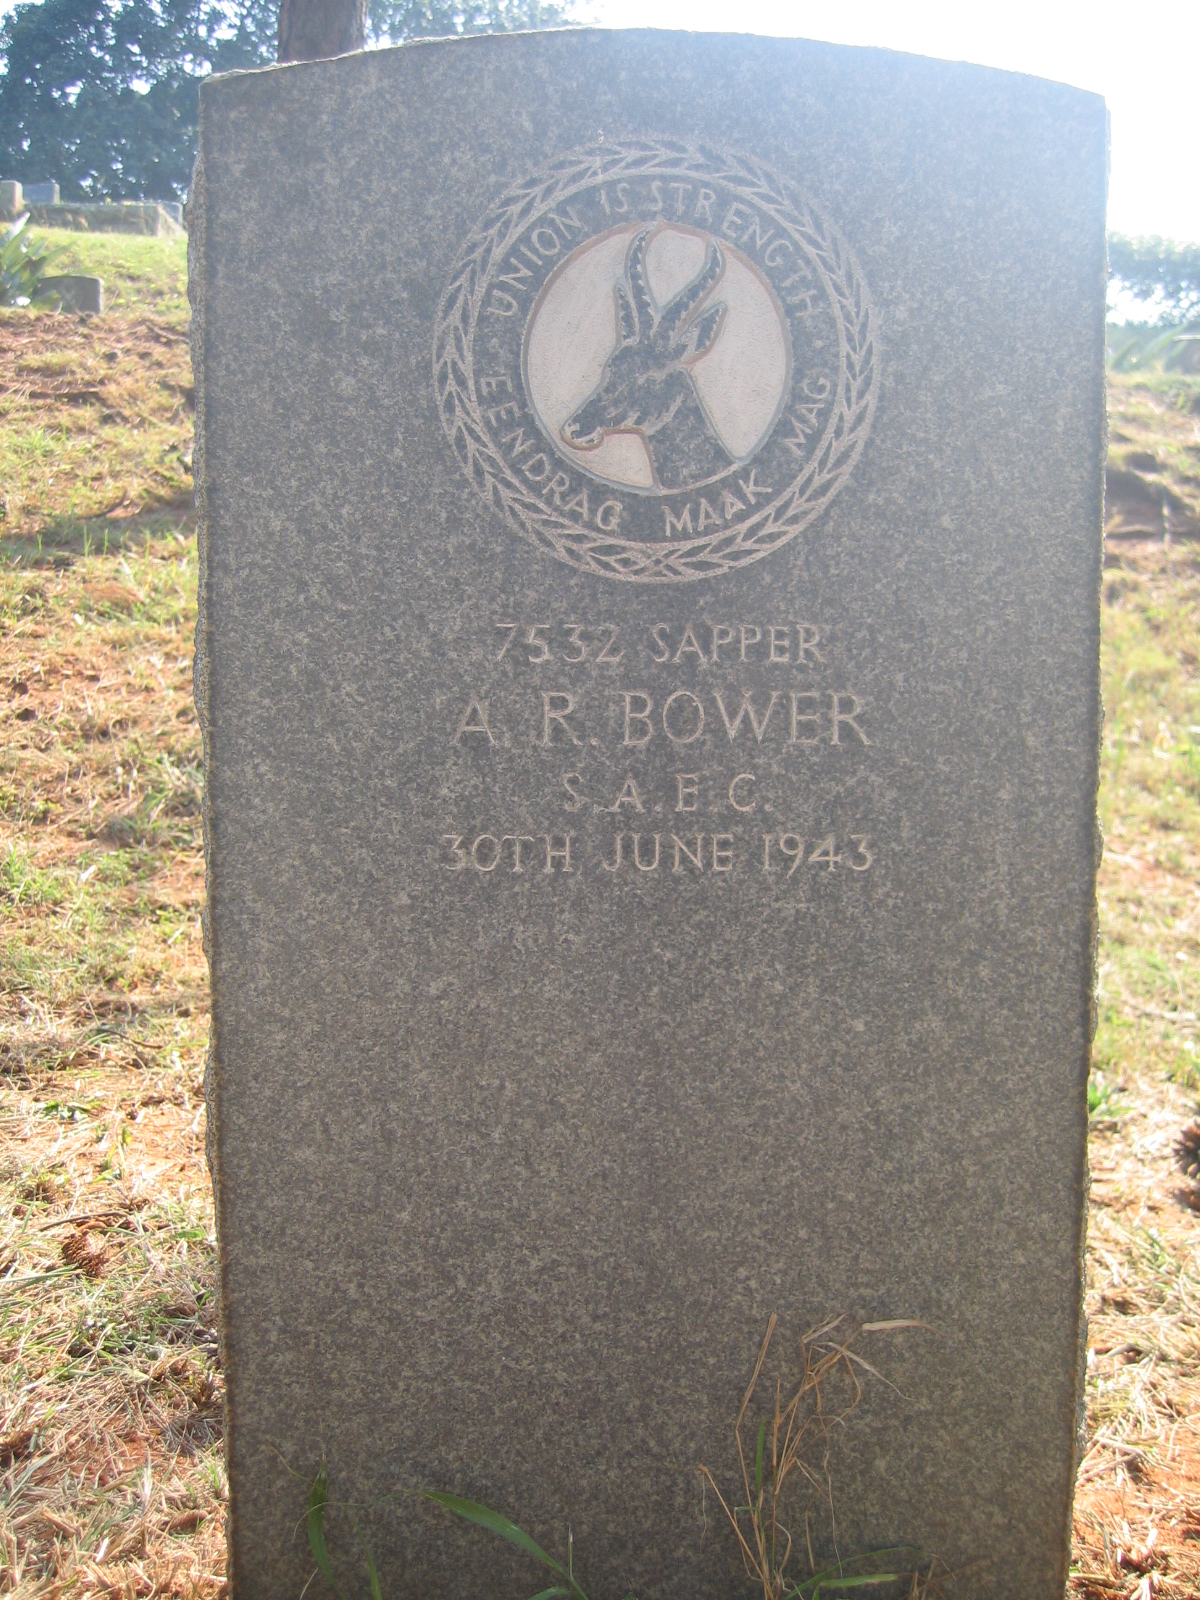 UNION IS STRENGTH
EENDRAG MAAK MAG
7532 SAPPER
A. R. BOWER
S.A.E.C.
30TH JUNE 1943